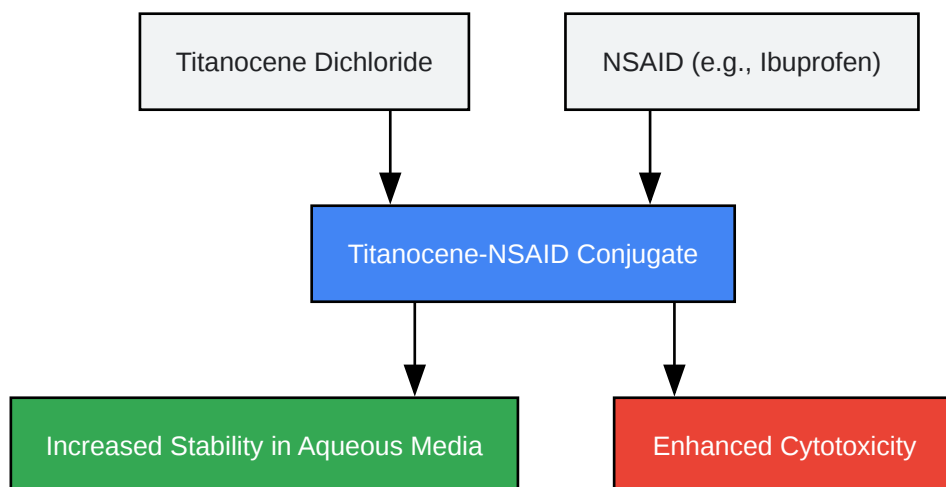 Titanocene Dichloride
NSAID (e.g., Ibuprofen)
Titanocene-NSAID Conjugate
Increased Stability in Aqueous Media
Enhanced Cytotoxicity